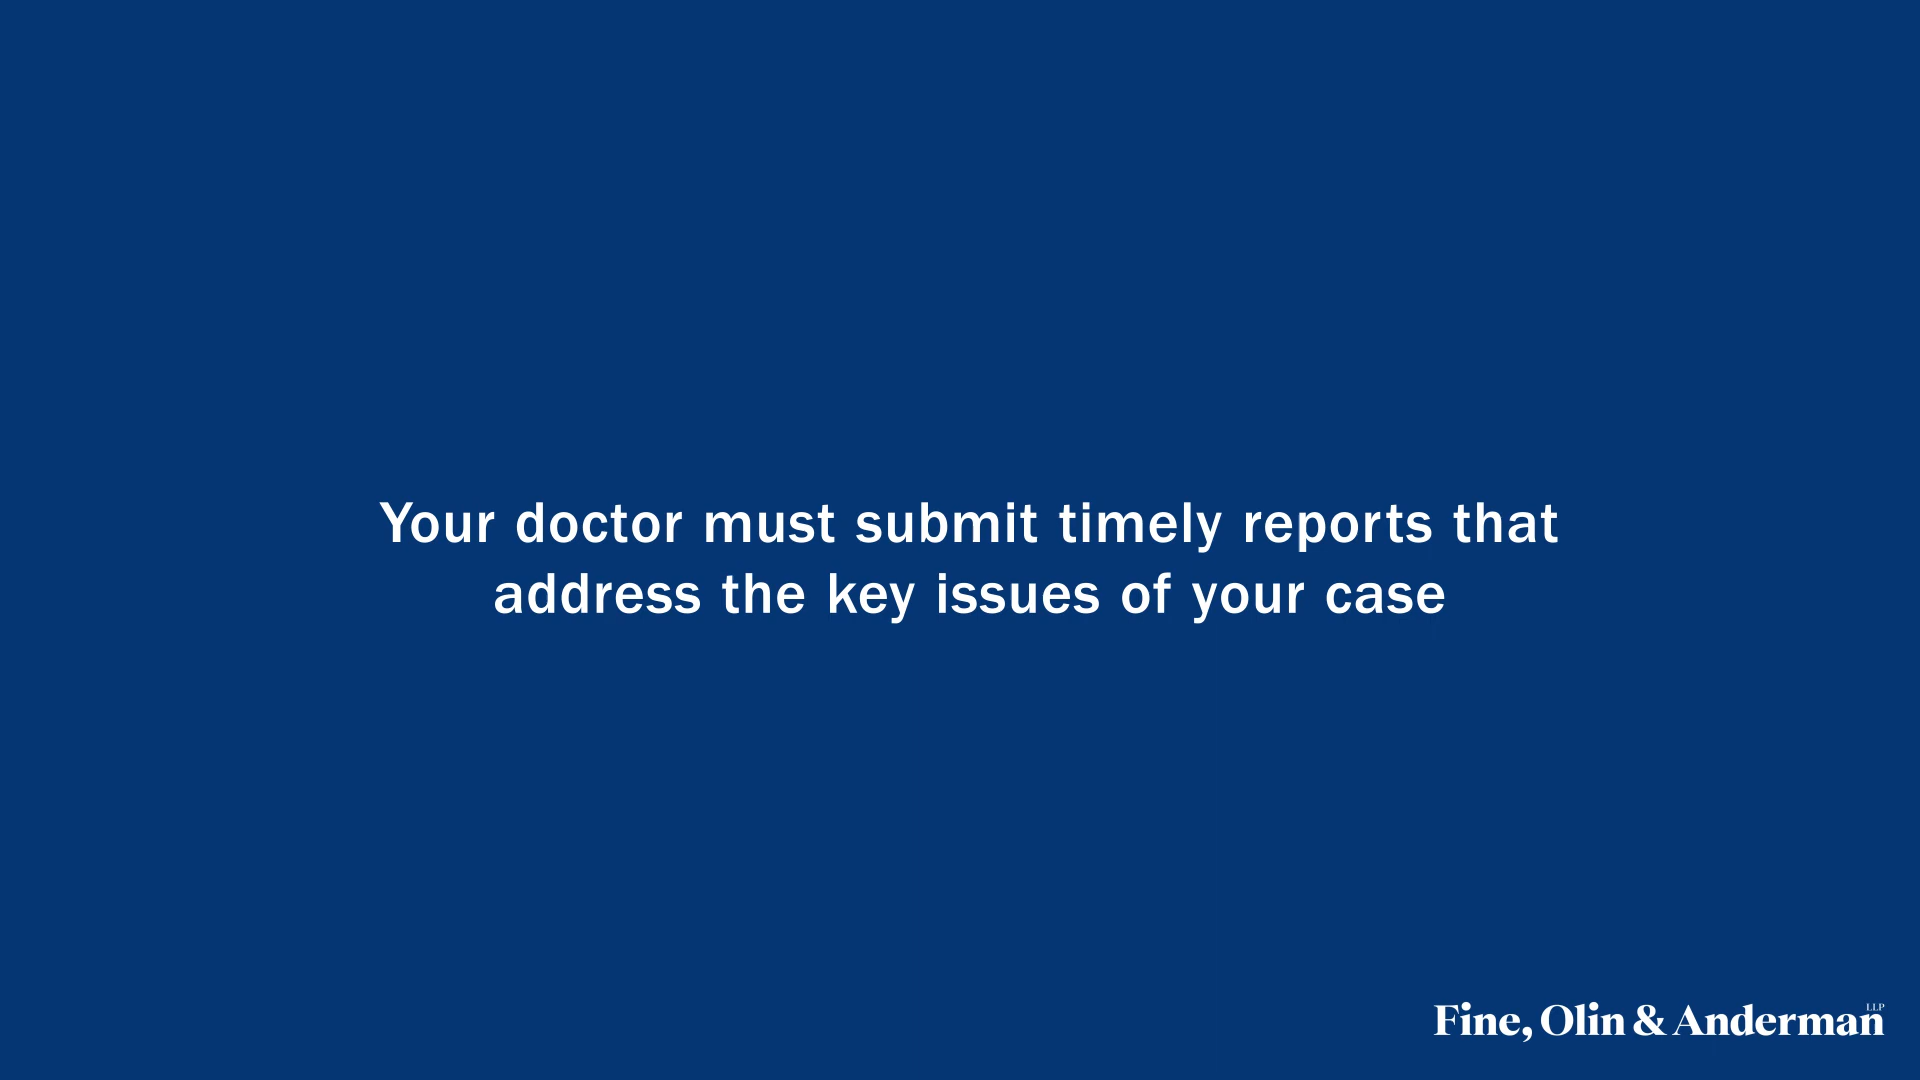 Your doctor must submit timely reports that
address the key issues of your case
Fine, Olin & Anderman LLP